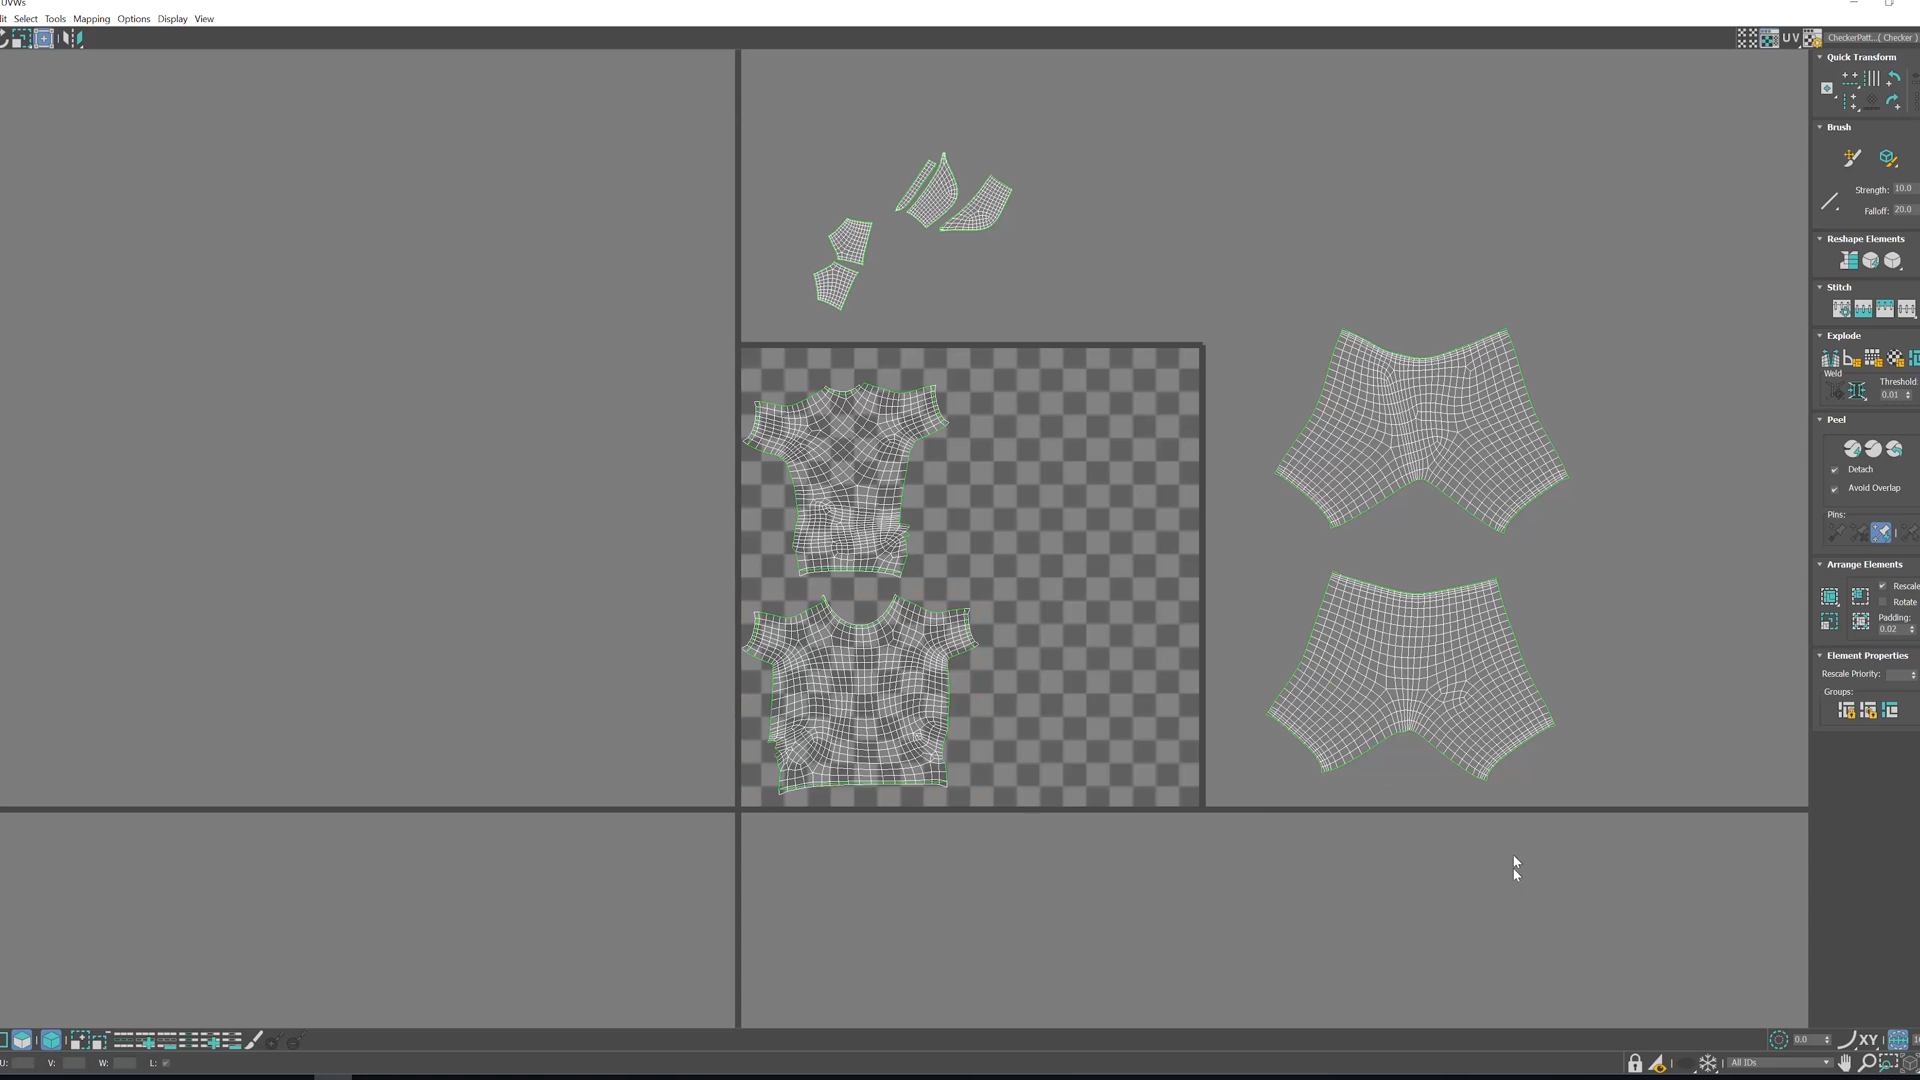 UVWs
Select Tools Mapping Options Display View
UV
CheckerPatt...( Checker )
Quick Transform
Brush
Strength: 10.0
Falloff: 20.0
Reshape Elements
Stitch
Explode
Weld
Threshold:
0.01
Peel
Detach
Avoid Overlap
Pins:
Arrange Elements
Rescale
Rotate
Padding:
0.02
Element Properties
Rescale Priority:
Groups:
0.0
XY
U: V: W: L:
All IDs